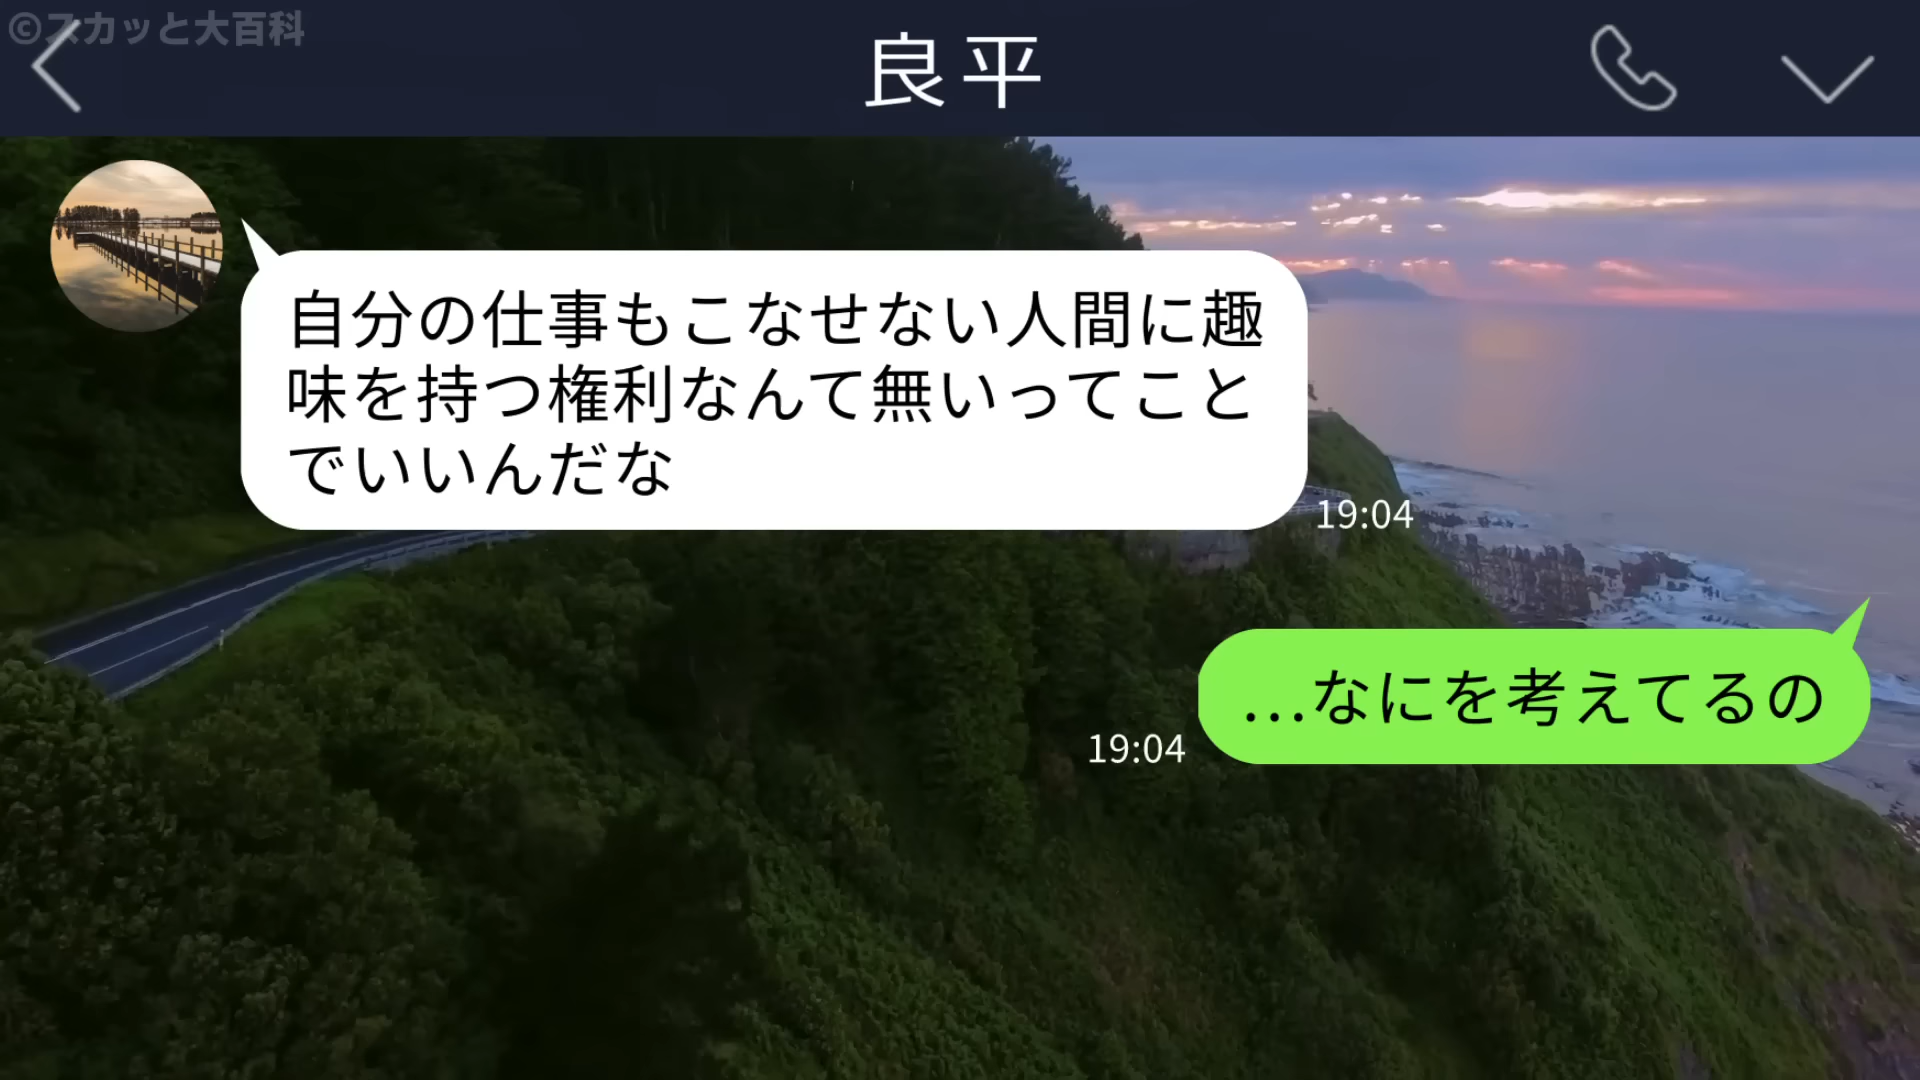 ©スカッと大百科
良平
自分の仕事もこなせない人間に趣
味を持つ権利なんて無いってこと
でいいんだな
19:04
…なにを考えてるの
19:04